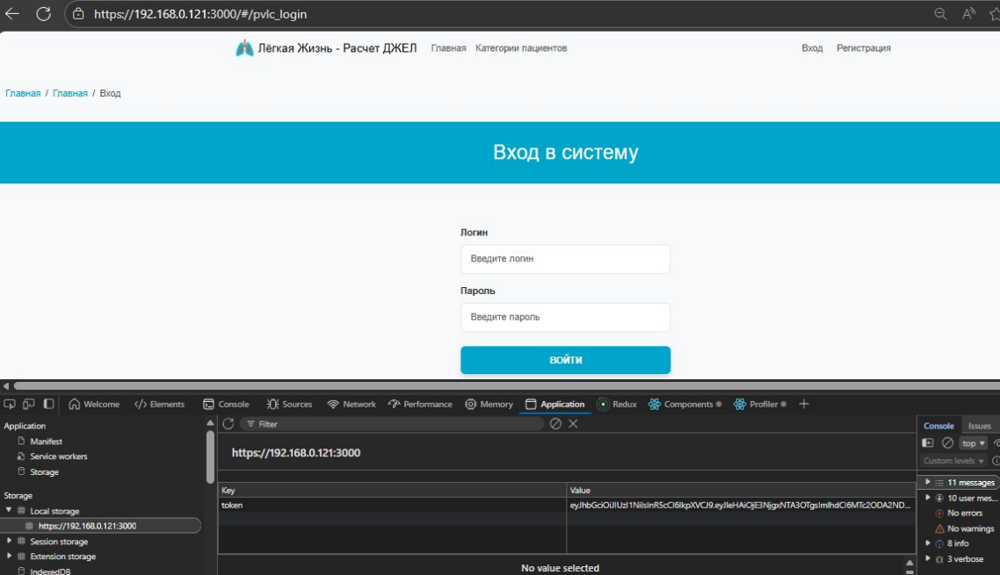 https://192.168.0.121:3000/#/pvlc_login
Лёгкая Жизнь - Расчет ДЖЕЛ Главная Категории пациентов Вход Регистрация
Главная / Главная / Вход
Вход в систему
Логин
Введите логин
Пароль
Введите пароль
ВОЙТИ
Welcome </> Elements Console Sources Network Performance Memory Application Redux Components Profiler +
Application
Manifest
Service workers
Storage
Storage
Local storage
https://192.168.0.121:3000
Session storage
Extension storage
IndexedDB
Filter
https://192.168.0.121:3000
Key Value
token
No value selected
Console Issues
top
Custom levels
11 messages
10 user mes...
No errors
No warnings
8 info
3 verbose